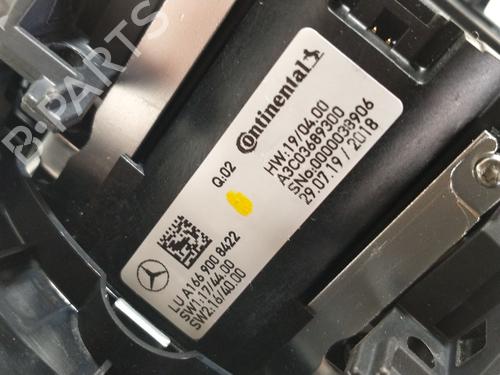 Continental
Q.02
HW:19/04.00
A3C03689300
SNo:0000038906
29.07.19/2018
LU A166 900 8422
SW1:17/44.00
SW2:16/40.00
B-PARTS